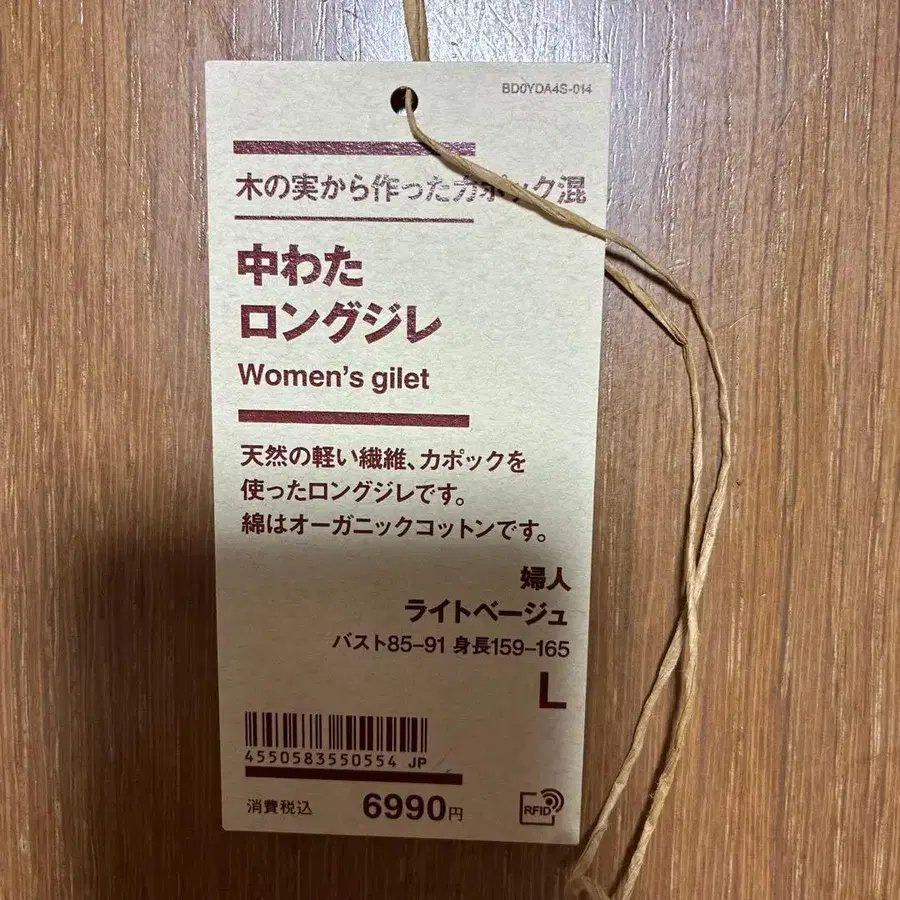 BD0YDA4S-014
木の実から作ったカポック混
中わた
ロングジレ
Women's gilet
天然の軽い繊維、カポックを
使ったロングジレです。
綿はオーガニックコットンです。
婦人
ライトベージュ
バスト85–91 身長159–165
L
4550583550554 JP
消費税込 6990円
RFID